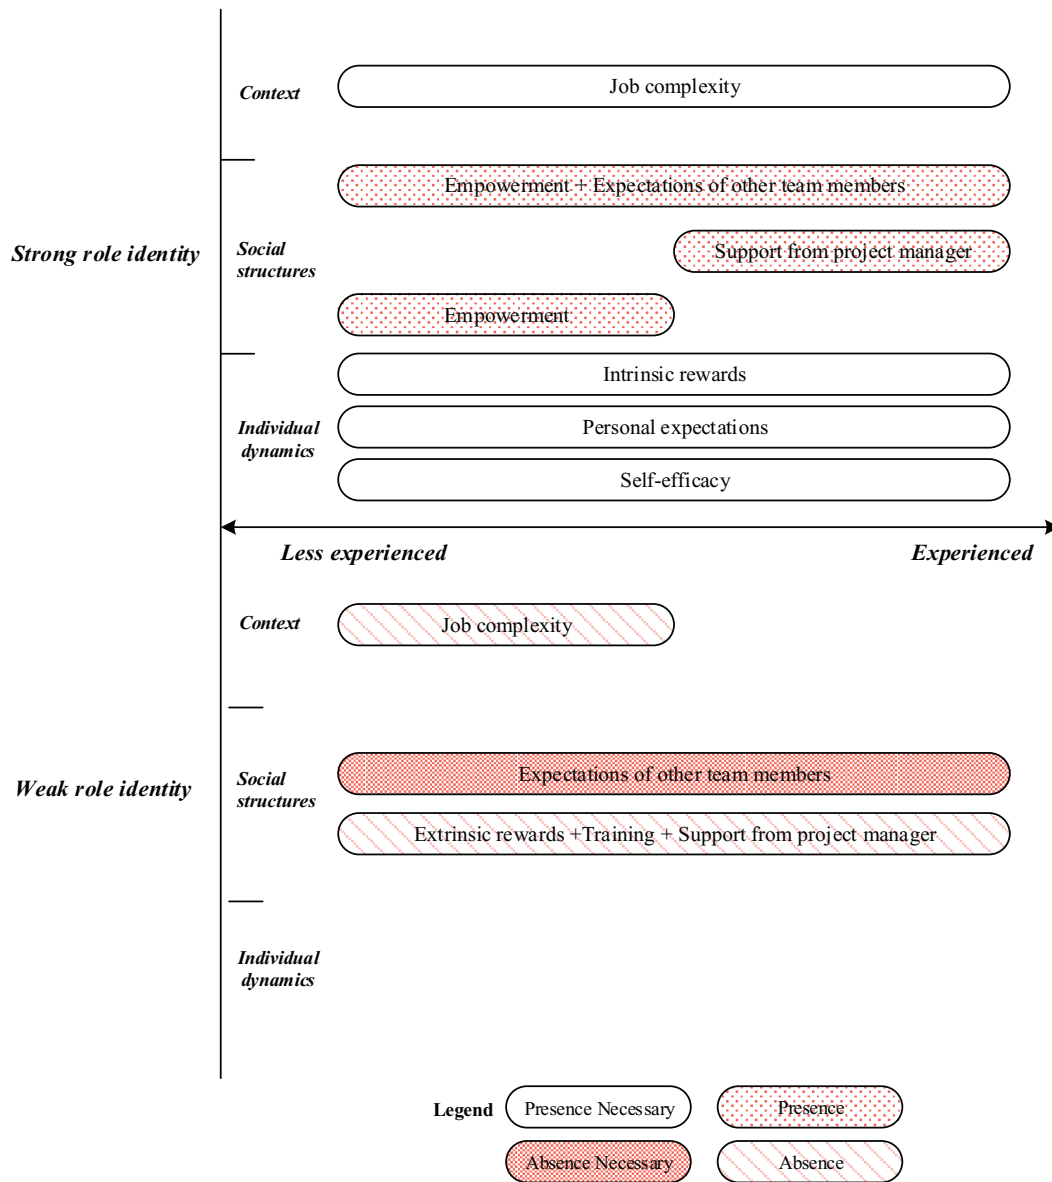 Context
Job complexity
Empowerment + Expectations of other team members
Strong role identity
Social
structures
Support from project manager
Empowerment
Intrinsic rewards
Individual
dynamics
Personal expectations
Self-efficacy
Less experienced
Experienced
Context
Job complexity
Weak role identity
Social
structures
Expectations of other team members
Extrinsic rewards +Training + Support from project manager
Individual
dynamics
Legend
Presence Necessary
Presence
Absence Necessary
Absence